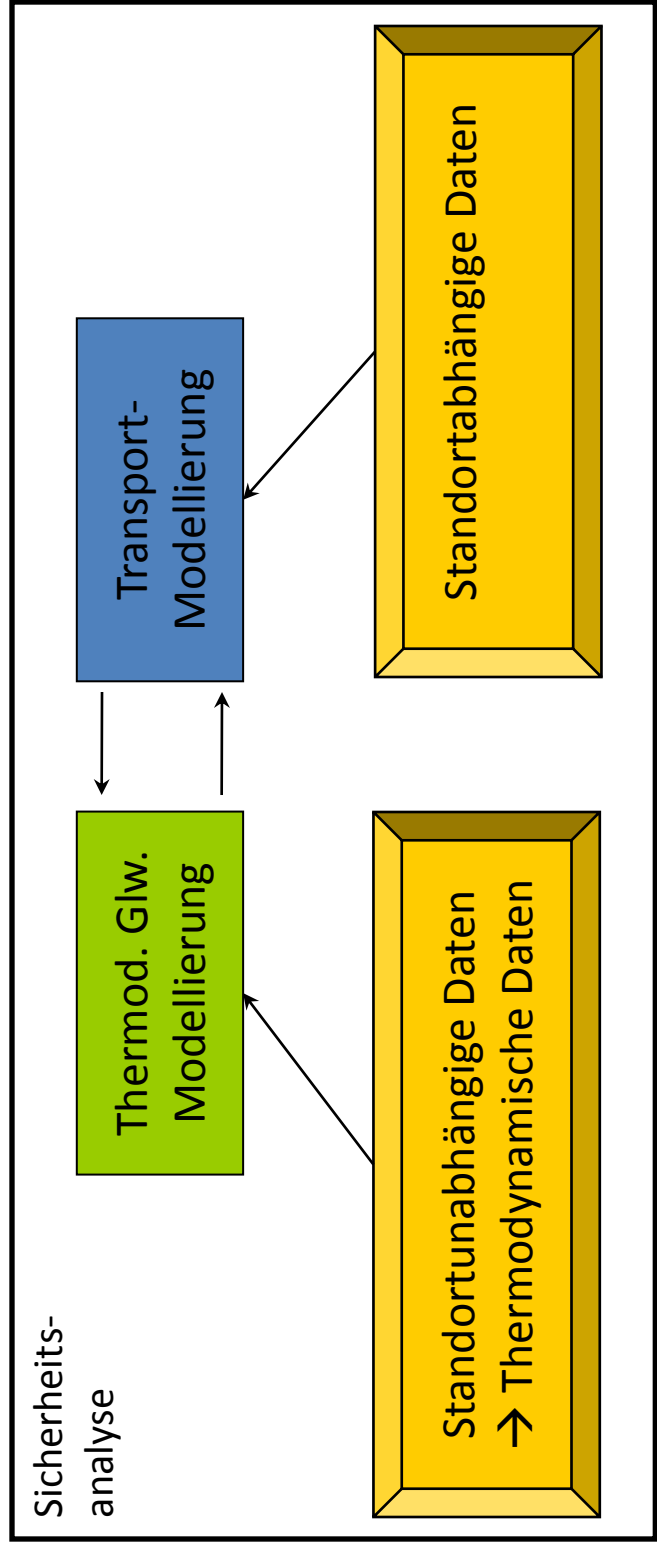 Sicherheits-
analyse
Thermod. Glw.
Modellierung
Transport-
Modellierung
Standortunabhängige Daten
→ Thermodynamische Daten
Standortabhängige Daten